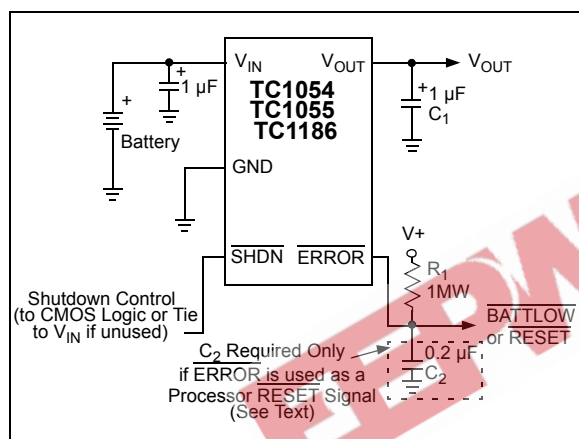 +
1 µF
+
Battery
VIN
VOUT
TC1054
TC1055
TC1186
GND
SHDN
ERROR
VOUT
+
1 µF
C1
V+
R1
1MW
BATTLOW
or RESET
Shutdown Control
(to CMOS Logic or Tie
to VIN if unused)
C2 Required Only
if ERROR is used as a
Processor RESET Signal
(See Text)
0.2 µF
C2
EEPW